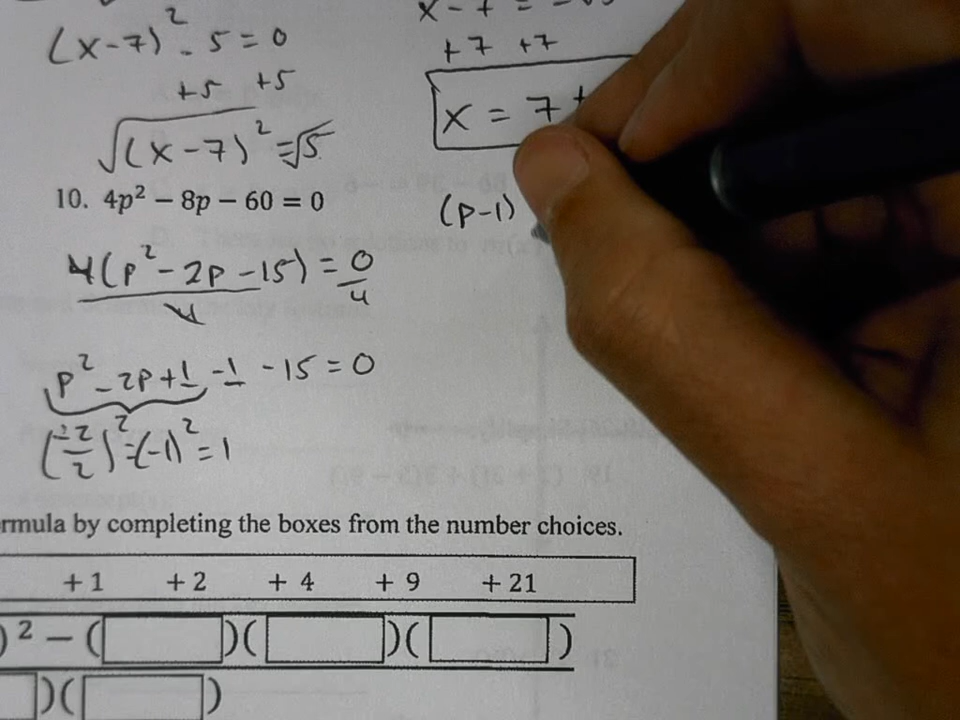 (x-7)² - 5 = 0
+5 +5
√(x-7)² = √5
+7 +7
x = 7
10. 4p² – 8p – 60 = 0
(p-1)
4(p² - 2p - 15) = 0
4 4
p² - 2p + 1 - 1 - 15 = 0
(-2/2)² = (-1)² = 1
rmula by completing the boxes from the number choices.
+ 1 + 2 + 4 + 9 + 21
)² − ( )( )( )
)( )